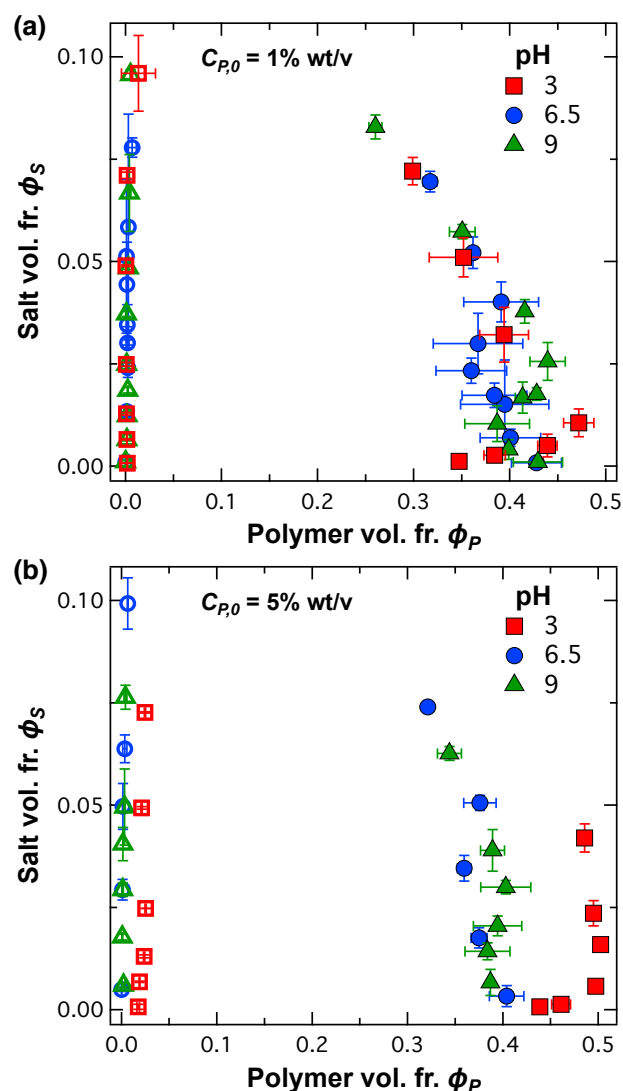 (a)
C_{P,0} = 1% wt/v
pH
3
6.5
9
Salt vol. fr. ϕ_S
0.10
0.05
0.00
0.0 0.1 0.2 0.3 0.4 0.5
Polymer vol. fr. ϕ_P
(b)
C_{P,0} = 5% wt/v
pH
3
6.5
9
Salt vol. fr. ϕ_S
0.10
0.05
0.00
0.0 0.1 0.2 0.3 0.4 0.5
Polymer vol. fr. ϕ_P